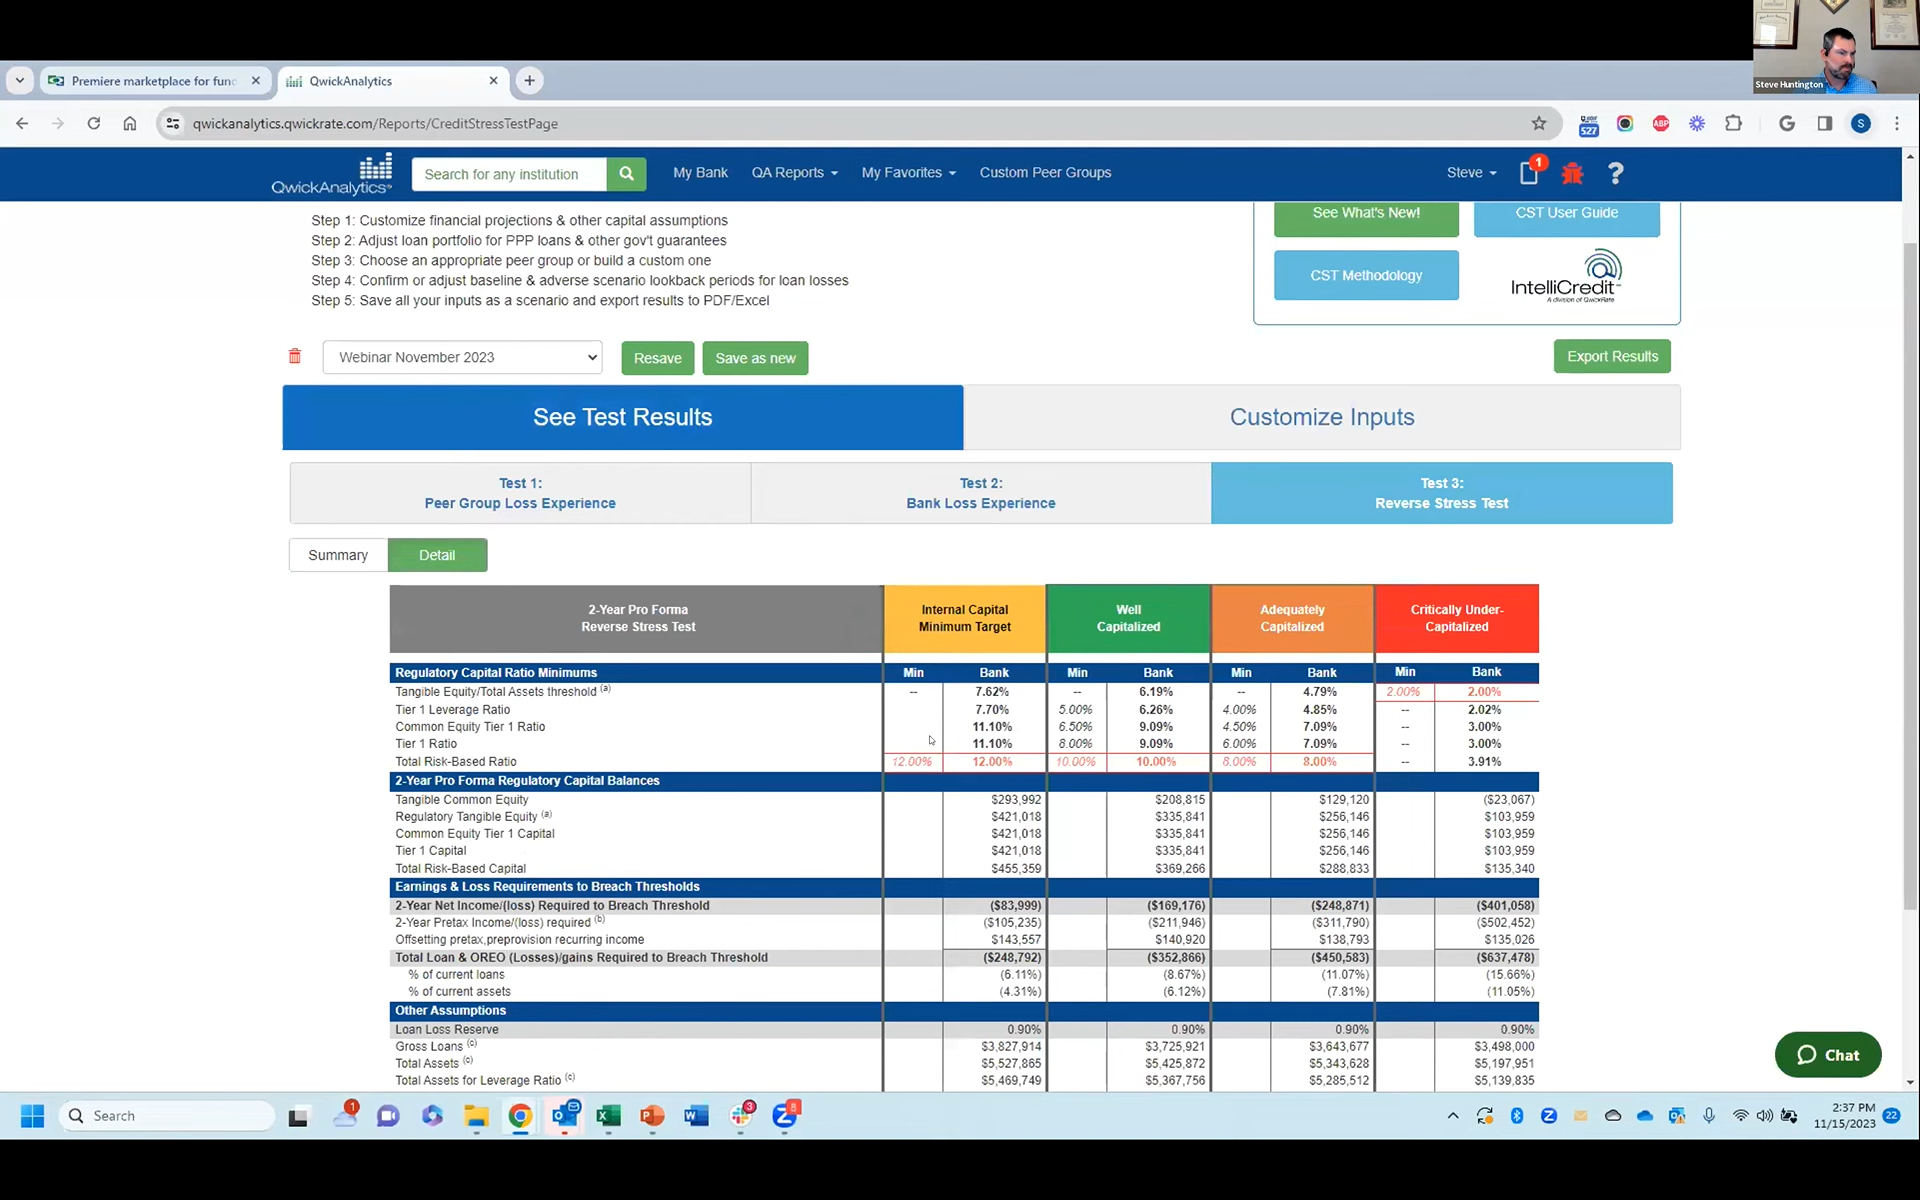 Steve Huntington
Premiere marketplace for func
QwickAnalytics
qwickanalytics.qwickrate.com/Reports/CreditStressTestPage
527
ABP
S
QwickAnalytics
Search for any institution
My Bank
QA Reports
My Favorites
Custom Peer Groups
Steve
1
?
Step 1: Customize financial projections & other capital assumptions
Step 2: Adjust loan portfolio for PPP loans & other gov't guarantees
Step 3: Choose an appropriate peer group or build a custom one
Step 4: Confirm or adjust baseline & adverse scenario lookback periods for loan losses
Step 5: Save all your inputs as a scenario and export results to PDF/Excel
See What's New!
CST User Guide
CST Methodology
IntelliCredit
A division of QwickRate
Webinar November 2023
Resave
Save as new
Export Results
See Test Results
Customize Inputs
Test 1:
Peer Group Loss Experience
Test 2:
Bank Loss Experience
Test 3:
Reverse Stress Test
Summary
Detail
2-Year Pro Forma
Reverse Stress Test
Internal Capital
Minimum Target
Well
Capitalized
Adequately
Capitalized
Critically Under-
Capitalized
Regulatory Capital Ratio Minimums Min Bank Min Bank Min Bank Min Bank
Tangible Equity/Total Assets threshold (a) -- 7.62% -- 6.19% -- 4.79% 2.00% 2.00%
Tier 1 Leverage Ratio 7.70% 5.00% 6.26% 4.00% 4.85% -- 2.02%
Common Equity Tier 1 Ratio 11.10% 6.50% 9.09% 4.50% 7.09% -- 3.00%
Tier 1 Ratio 11.10% 8.00% 9.09% 6.00% 7.09% -- 3.00%
Total Risk-Based Ratio 12.00% 12.00% 10.00% 10.00% 8.00% 8.00% -- 3.91%
2-Year Pro Forma Regulatory Capital Balances
Tangible Common Equity $293,992 $208,815 $129,120 ($23,067)
Regulatory Tangible Equity (a) $421,018 $335,841 $256,146 $103,959
Common Equity Tier 1 Capital $421,018 $335,841 $256,146 $103,959
Tier 1 Capital $421,018 $335,841 $256,146 $103,959
Total Risk-Based Capital $455,359 $369,266 $288,833 $135,340
Earnings & Loss Requirements to Breach Thresholds
2-Year Net Income/(loss) Required to Breach Threshold ($83,999) ($169,176) ($248,871) ($401,058)
2-Year Pretax Income/(loss) required (b) ($105,235) ($211,946) ($311,790) ($502,452)
Offsetting pretax,preprovision recurring income $143,557 $140,920 $138,793 $135,026
Total Loan & OREO (Losses)/gains Required to Breach Threshold ($248,792) ($352,866) ($450,583) ($637,478)
% of current loans (6.11%) (8.67%) (11.07%) (15.66%)
% of current assets (4.31%) (6.12%) (7.81%) (11.05%)
Other Assumptions
Loan Loss Reserve 0.90% 0.90% 0.90% 0.90%
Gross Loans (c) $3,827,914 $3,725,921 $3,643,677 $3,498,000
Total Assets (c) $5,527,865 $5,425,872 $5,343,628 $5,197,951
Total Assets for Leverage Ratio (c) $5,469,749 $5,367,756 $5,285,512 $5,139,835
Chat
Search
1
3
8
2:37 PM
11/15/2023
22